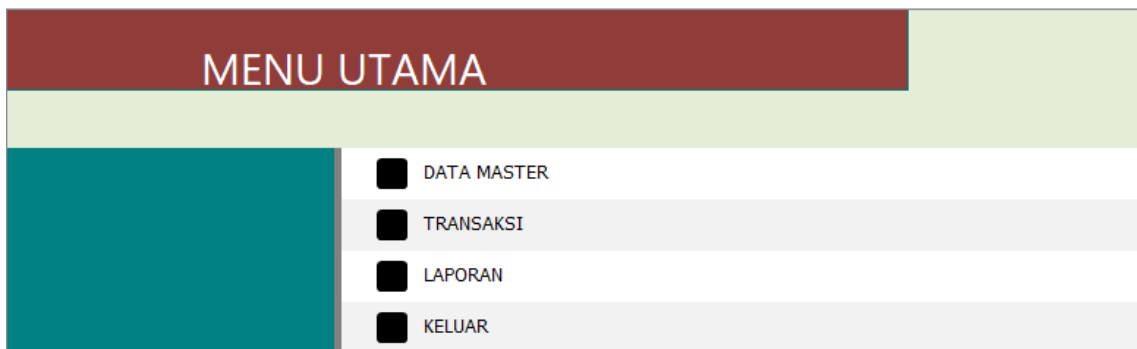 MENU UTAMA
DATA MASTER
TRANSAKSI
LAPORAN
KELUAR